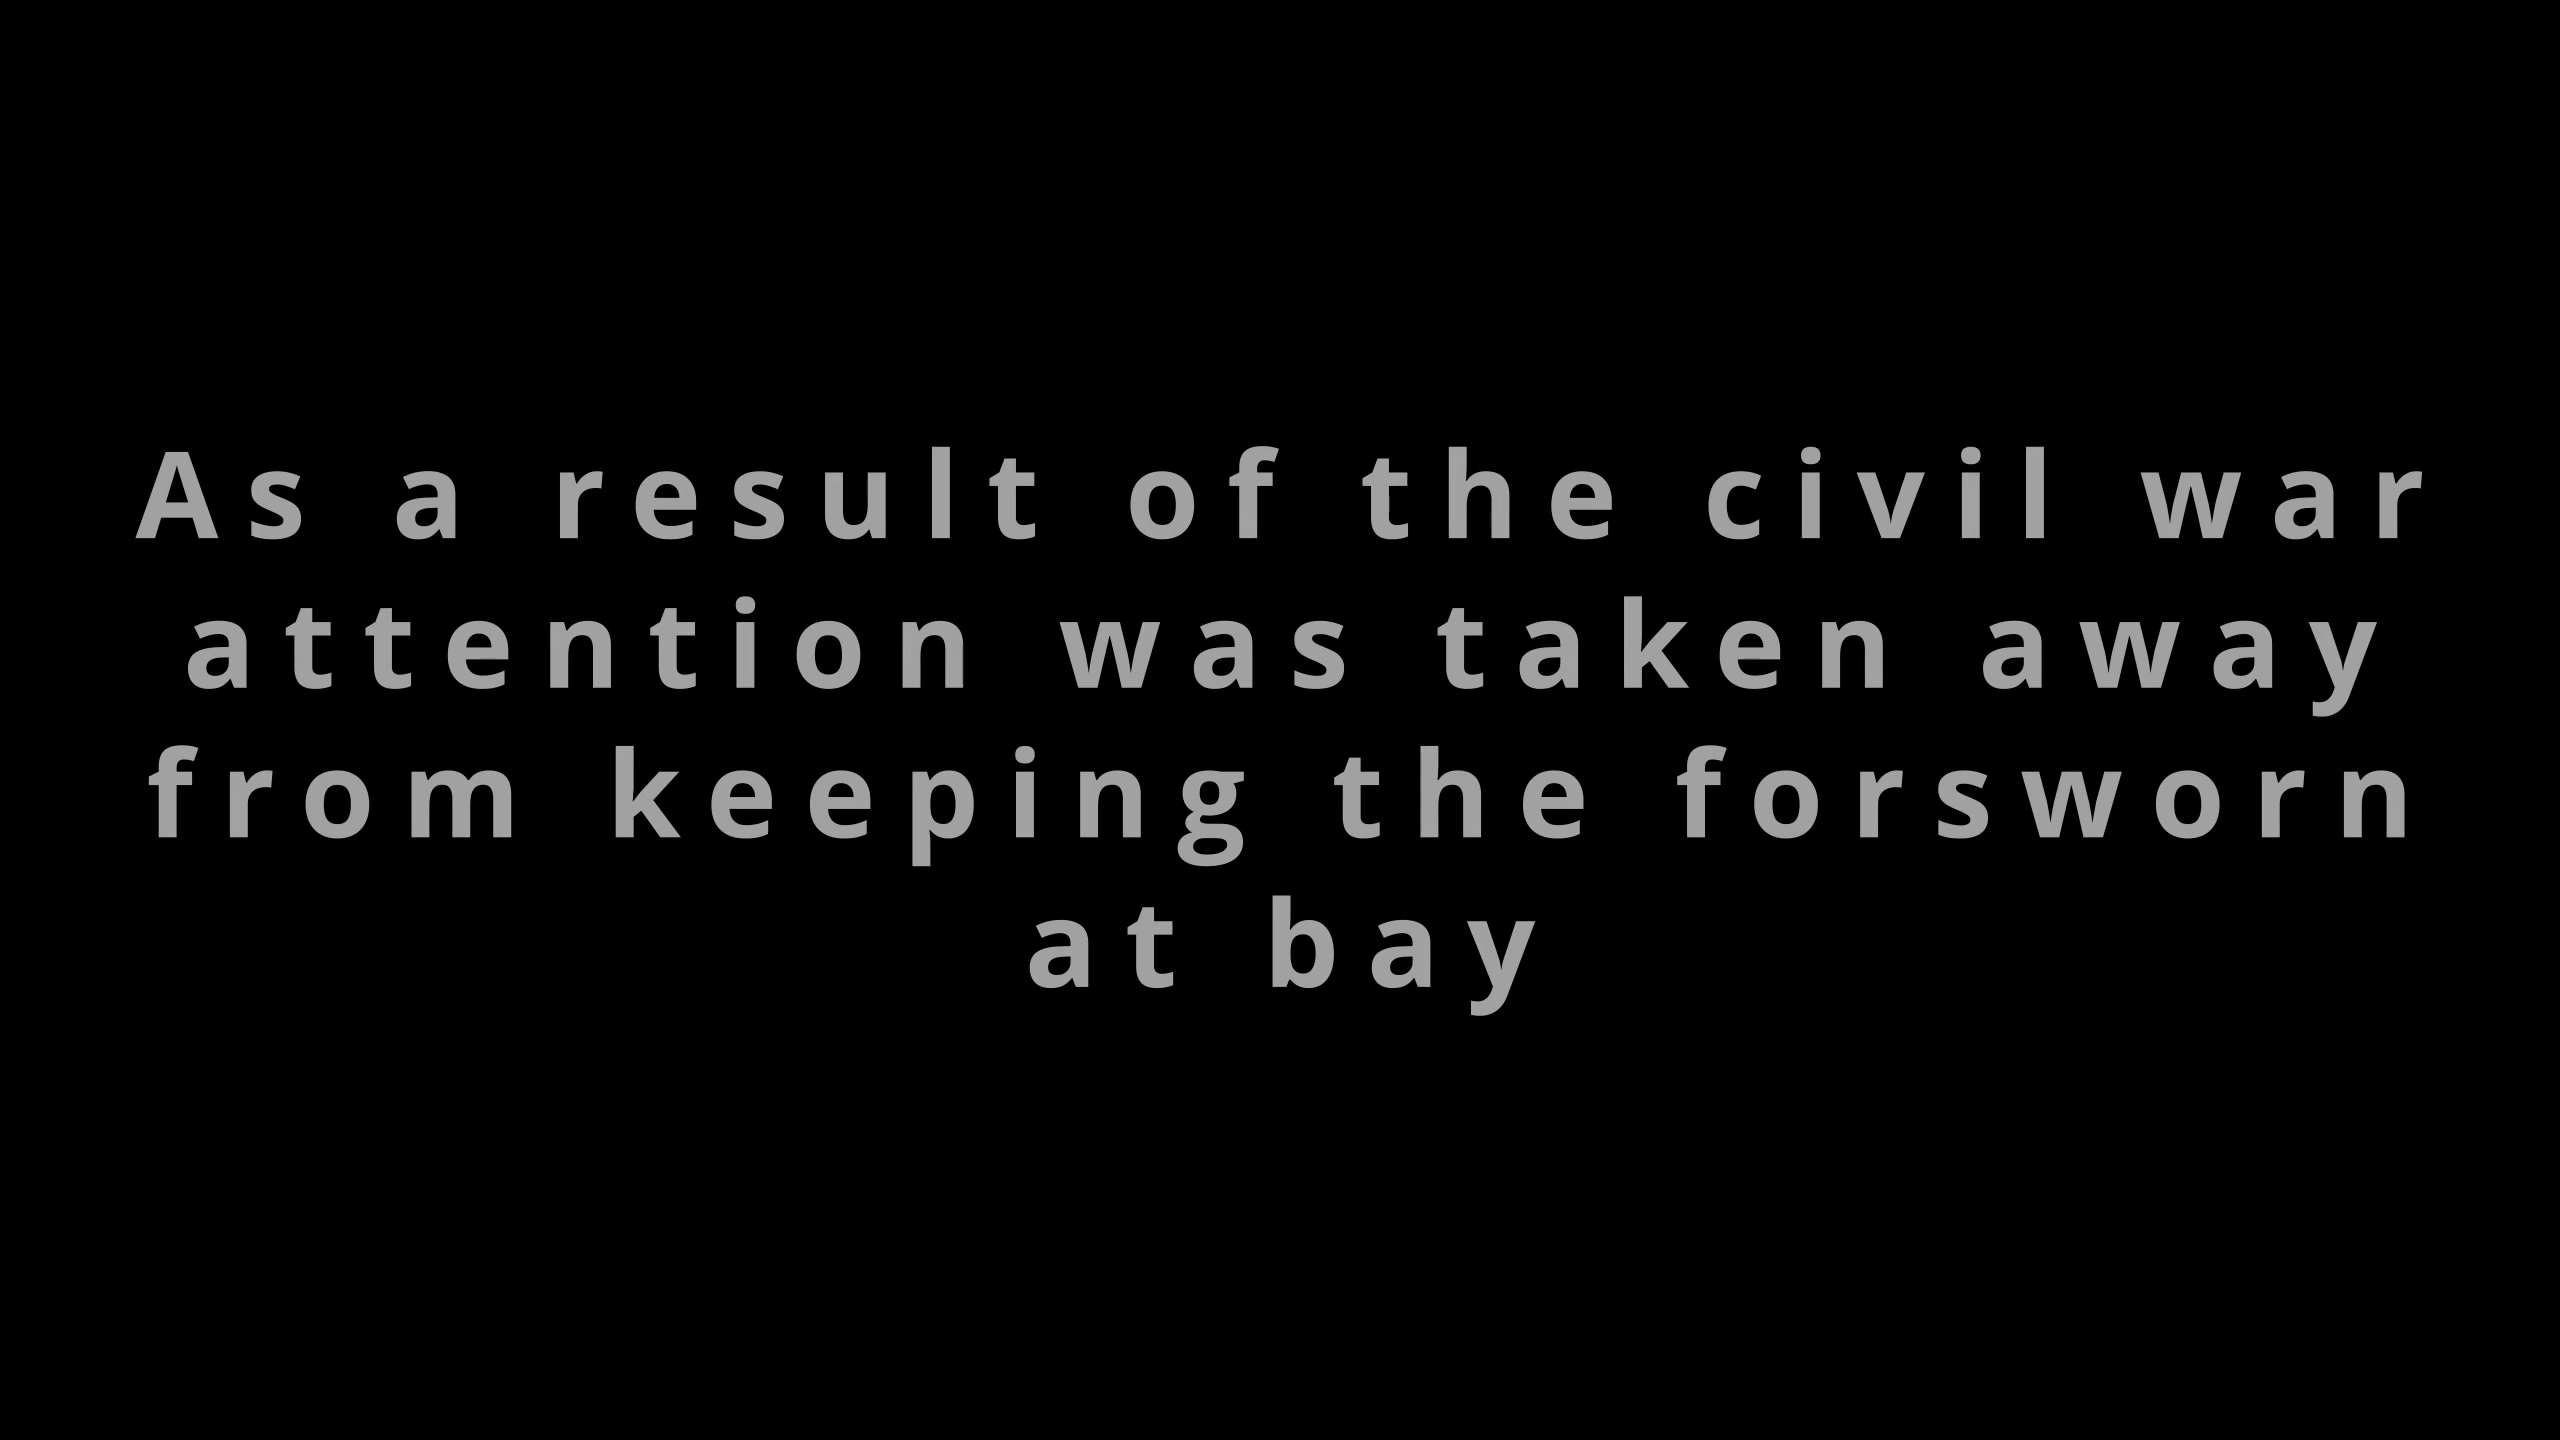 As a result of the civil war
attention was taken away
from keeping the forsworn
at bay